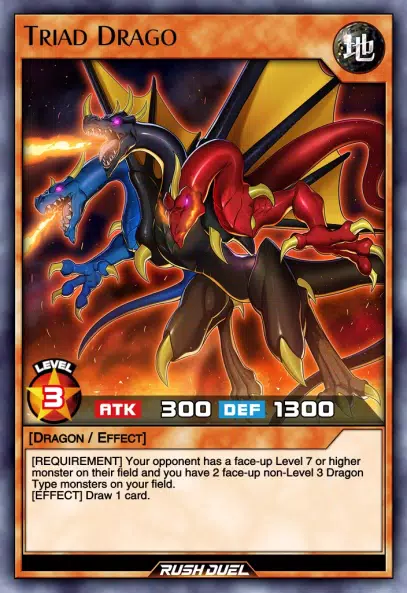 TRIAD DRAGO
地
LEVEL
3
ATK 300 DEF 1300
[DRAGON / EFFECT]
[REQUIREMENT] Your opponent has a face-up Level 7 or higher
monster on their field and you have 2 face-up non-Level 3 Dragon
Type monsters on your field.
[EFFECT] Draw 1 card.
RUSH DUEL